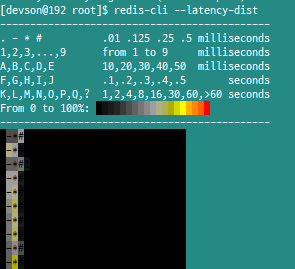 [devson@192 root]$ redis-cli --latency-dist
---------------------------------------------
. - * #          .01 .125 .25 .5 milliseconds
1,2,3,...,9      from 1 to 9     milliseconds
A,B,C,D,E        10,20,30,40,50  milliseconds
F,G,H,I,J        .1,.2,.3,.4,.5       seconds
K,L,M,N,O,P,Q,?  1,2,4,8,16,30,60,>60 seconds
From 0 to 100%:
---------------------------------------------